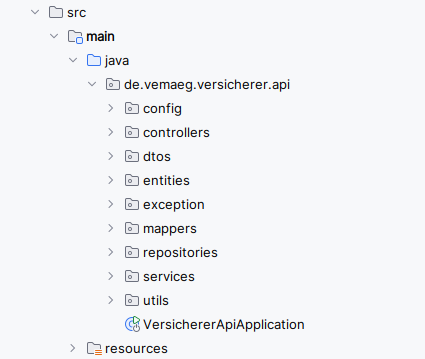 src
main
java
de.vemaeg.versicherer.api
config
controllers
dtos
entities
exception
mappers
repositories
services
utils
VersichererApiApplication
resources